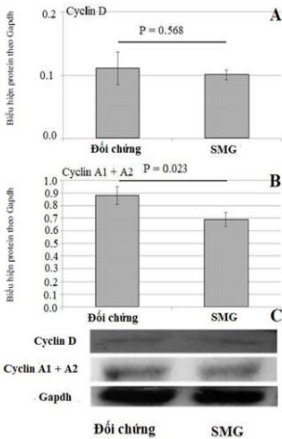 Cyclin D
A
P = 0.568
0.2
0.1
0.0
Biểu hiện protein theo Gapdh
Đối chứng
SMG
Cyclin A1 + A2
P = 0.023
B
1.0
0.9
0.8
0.7
0.6
0.5
0.4
0.3
0.2
0.1
0.0
Biểu hiện protein theo Gapdh
Đối chứng
SMG
C
Cyclin D
Cyclin A1 + A2
Gapdh
Đối chứng
SMG